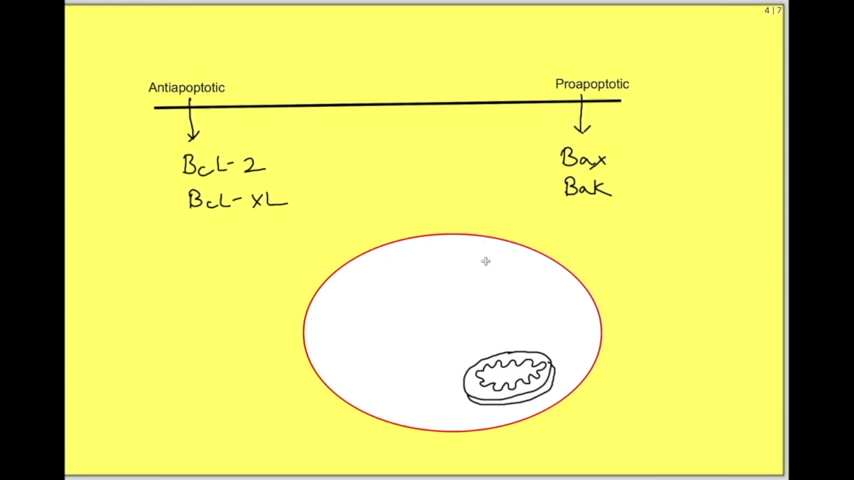 4 | 7
Antiapoptotic
Proapoptotic
BcL-2
BcL-XL
Bax
Bak